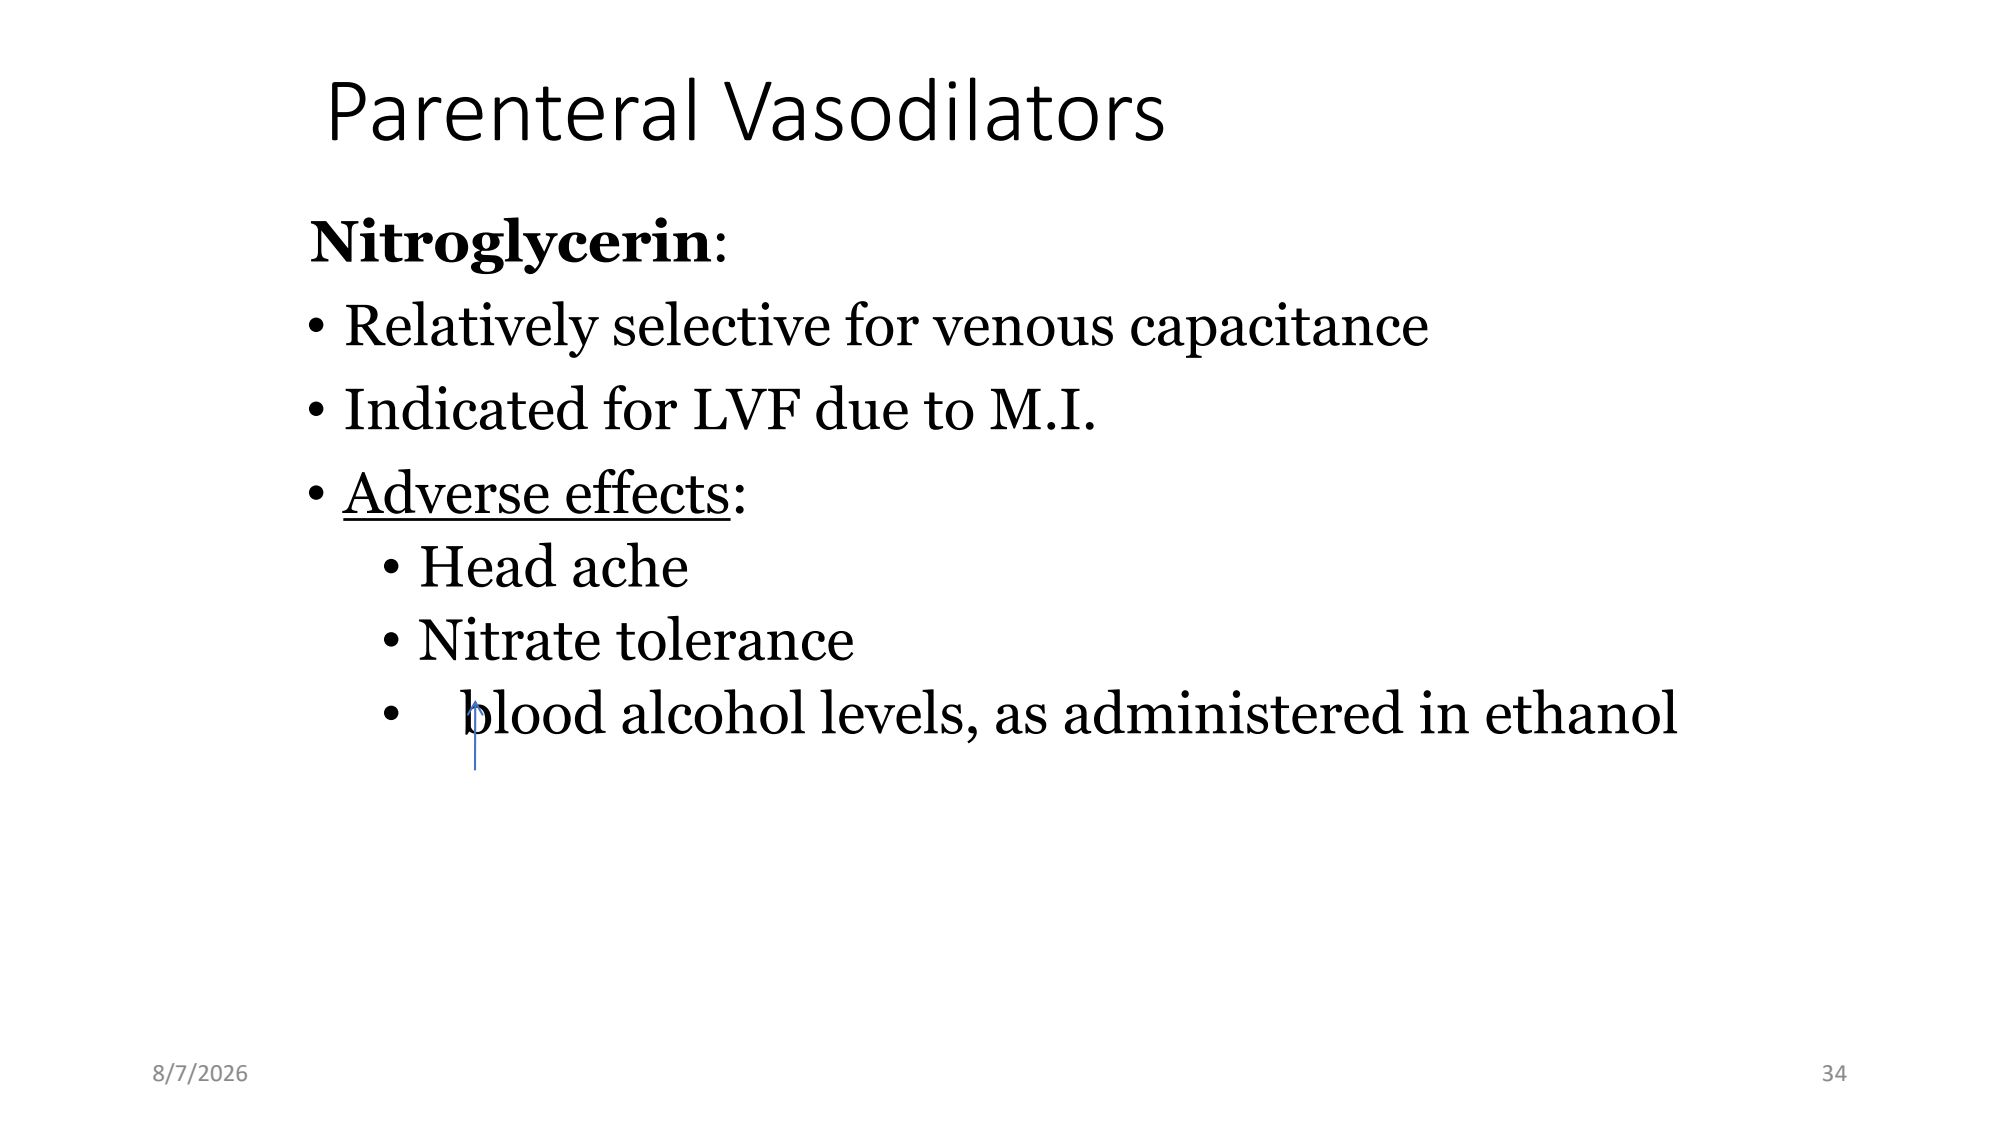 Parenteral Vasodilators
Nitroglycerin:
• Relatively selective for venous capacitance
• Indicated for LVF due to M.I.
• Adverse effects:
• Head ache
• Nitrate tolerance
• ↑ blood alcohol levels, as administered in ethanol
8/7/2026
34